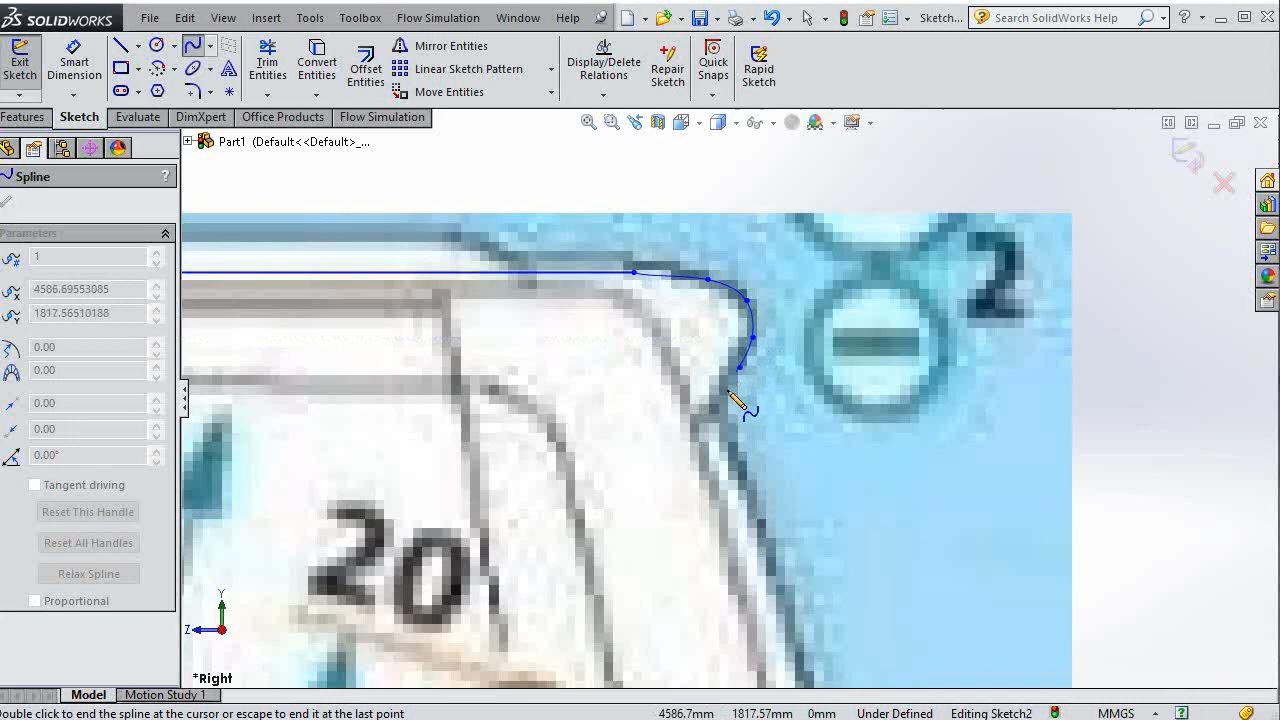 SOLIDWORKS
File Edit View Insert Tools Toolbox Flow Simulation Window Help
Sketch...
Search SolidWorks Help
Exit Sketch
Smart Dimension
Trim Entities
Convert Entities
Offset Entities
Mirror Entities
Linear Sketch Pattern
Move Entities
Display/Delete Relations
Repair Sketch
Quick Snaps
Rapid Sketch
Features Sketch Evaluate DimXpert Office Products Flow Simulation
Part1 (Default<<Default>_...
Spline ?
Parameters
1
4586.69553085
1817.56510188
0.00
0.00
0.00
0.00
0.00°
Tangent driving
Reset This Handle
Reset All Handles
Relax Spline
Proportional
2
20
Y
Z
*Right
Model Motion Study 1
Double click to end the spline at the cursor or escape to end it at the last point
4586.7mm 1817.57mm 0mm Under Defined Editing Sketch2 MMGS